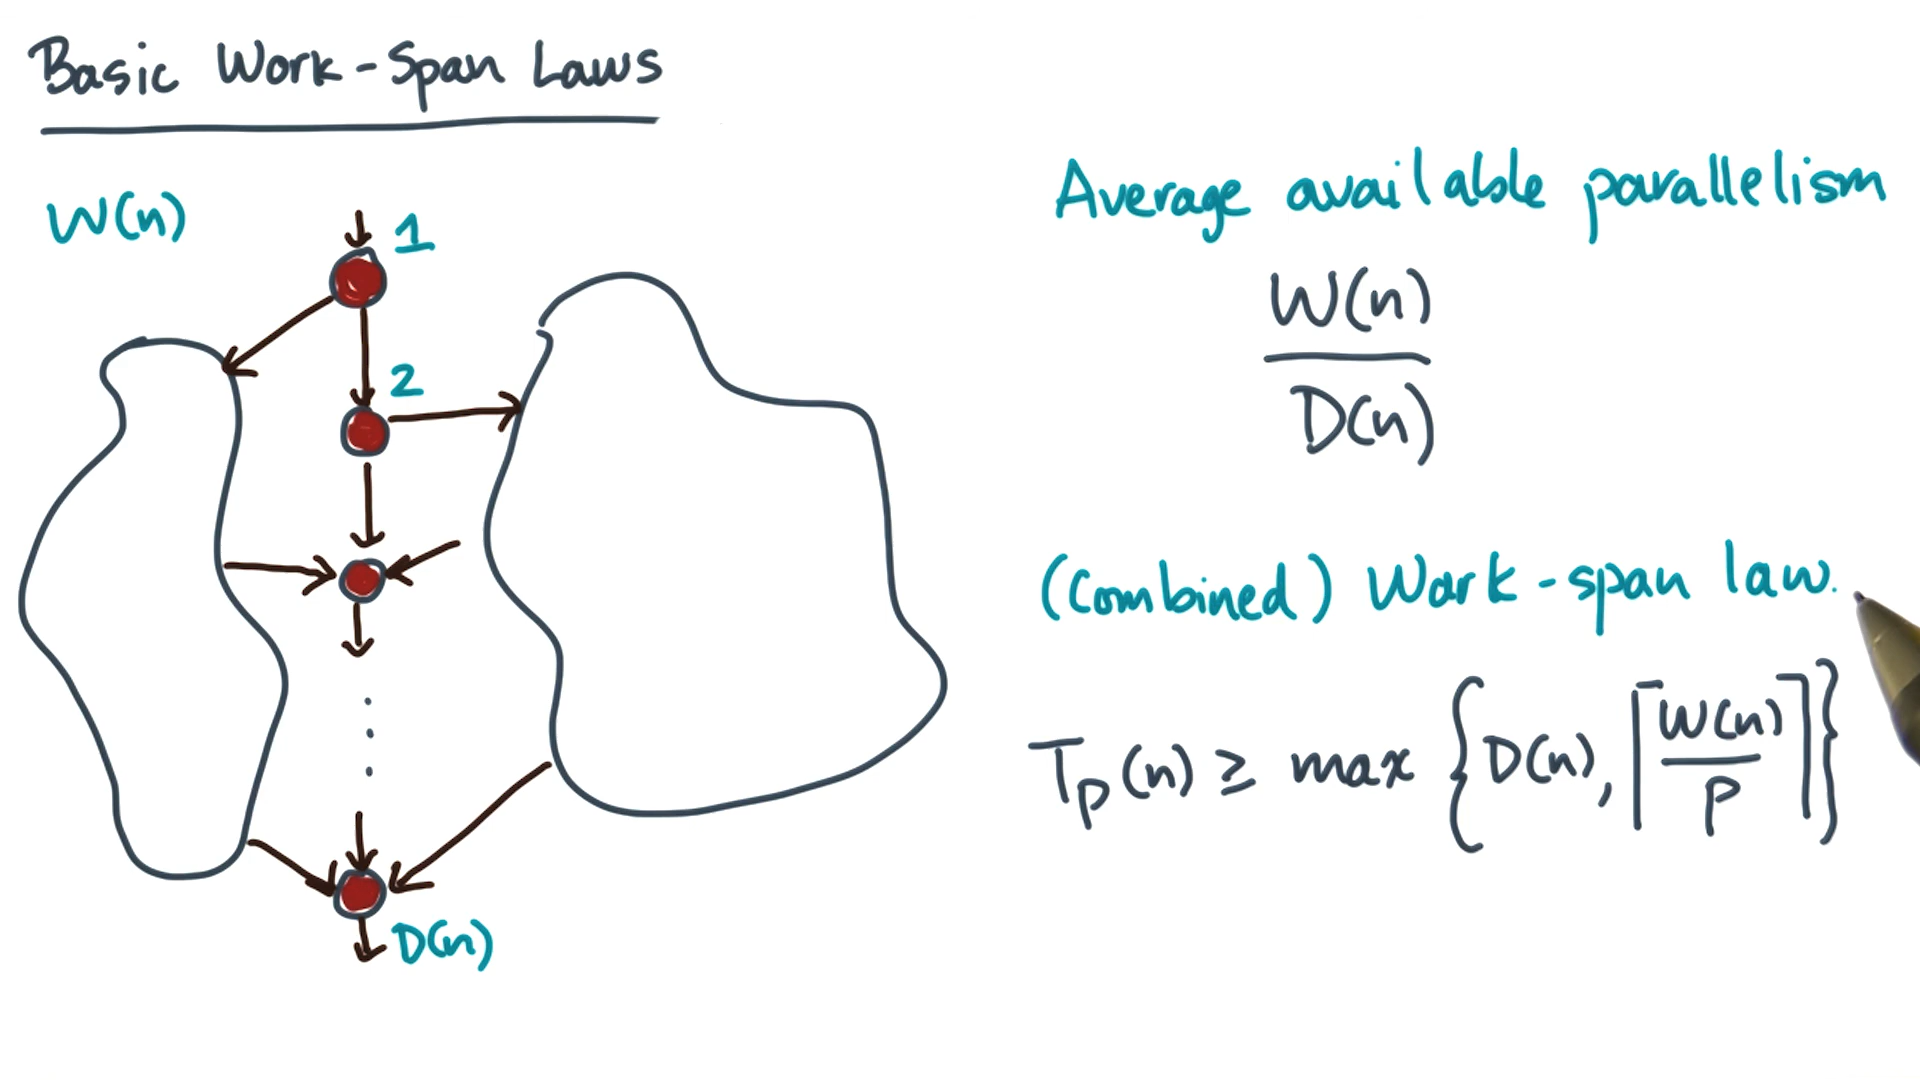 Basic Work-Span Laws
W(n)
1
2
D(n)
Average available parallelism
W(n)
D(n)
(Combined) Work-span law.
Tp(n) ≥ max {D(n), ⌈W(n)/P⌉}